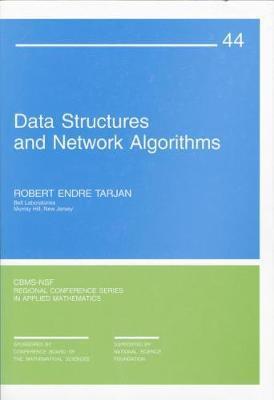 44
Data Structures
and Network Algorithms
ROBERT ENDRE TARJAN
Bell Laboratories
Murray Hill, New Jersey
CBMS-NSF
REGIONAL CONFERENCE SERIES
IN APPLIED MATHEMATICS
SPONSORED BY
CONFERENCE BOARD OF
THE MATHEMATICAL SCIENCES
SUPPORTED BY
NATIONAL SCIENCE
FOUNDATION